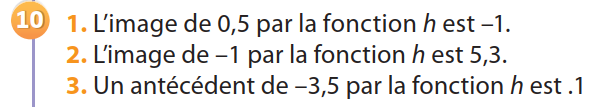 10 1. L'image de 0,5 par la fonction h est –1.
2. L'image de –1 par la fonction h est 5,3.
3. Un antécédent de –3,5 par la fonction h est .1